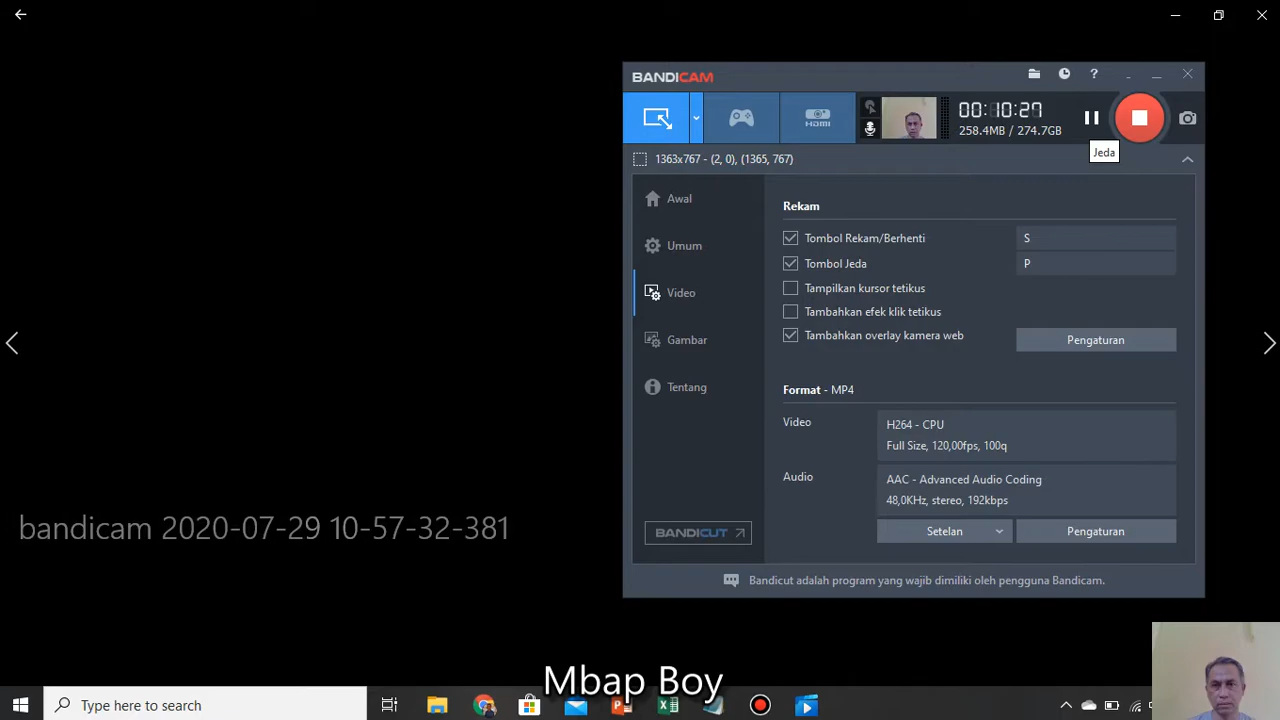 BANDICAM
HDMI
00:10:27
258.4MB / 274.7GB
Jeda
1363x767 - (2, 0), (1365, 767)
Awal
Umum
Video
Gambar
Tentang
BANDICUT
Rekam
Tombol Rekam/Berhenti
S
Tombol Jeda
P
Tampilkan kursor tetikus
Tambahkan efek klik tetikus
Tambahkan overlay kamera web
Pengaturan
Format - MP4
Video
H264 - CPU
Full Size, 120,00fps, 100q
Audio
AAC - Advanced Audio Coding
48,0KHz, stereo, 192kbps
Setelan
Pengaturan
Bandicut adalah program yang wajib dimiliki oleh pengguna Bandicam.
bandicam 2020-07-29 10-57-32-381
Mbap Boy
Type here to search